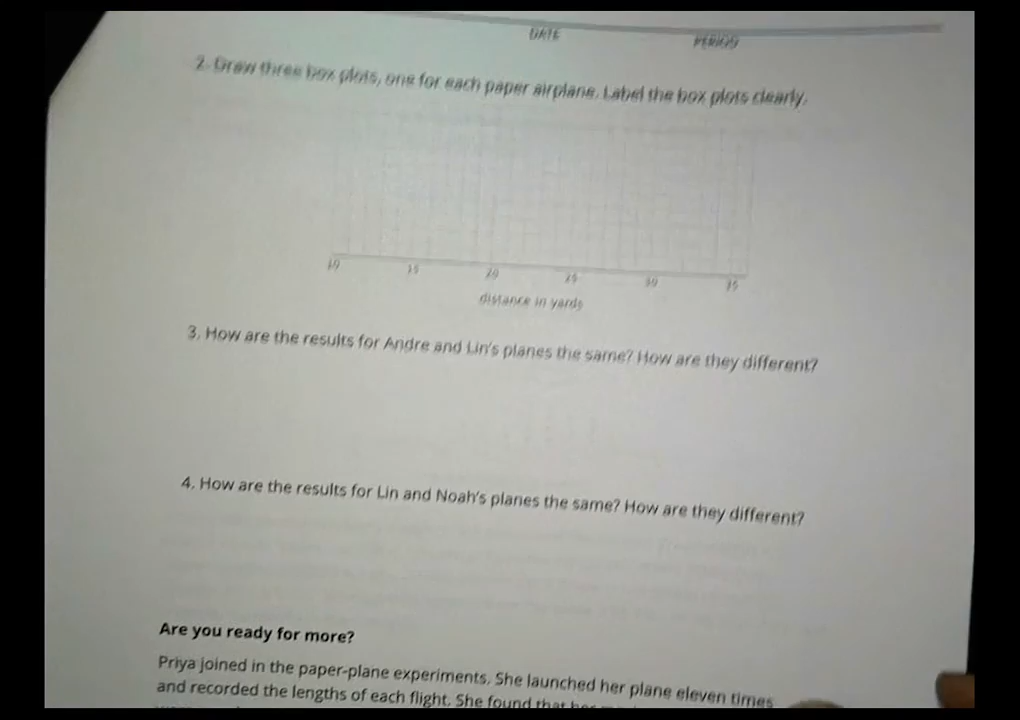 DATE PERIOD
2. Draw three box plots, one for each paper airplane. Label the box plots clearly.
10 15 20 25 30 35
distance in yards
3. How are the results for Andre and Lin's planes the same? How are they different?
4. How are the results for Lin and Noah's planes the same? How are they different?
Are you ready for more?
Priya joined in the paper-plane experiments. She launched her plane eleven times
and recorded the lengths of each flight. She found that her